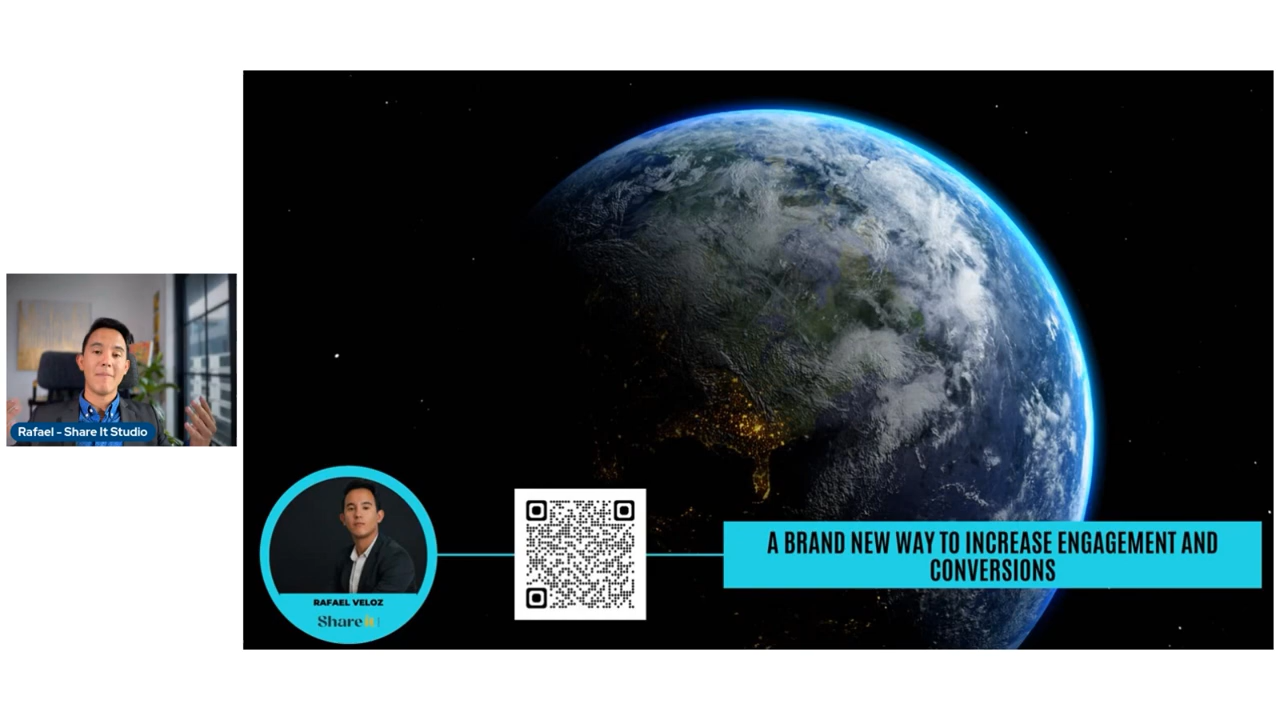 Rafael - Share It Studio
RAFAEL VELOZ
Share it
A BRAND NEW WAY TO INCREASE ENGAGEMENT AND
CONVERSIONS